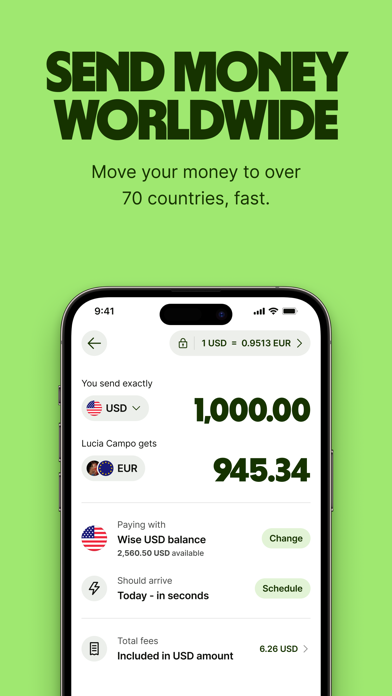 SEND MONEY
WORLDWIDE
Move your money to over
70 countries, fast.
9:41
1 USD = 0.9513 EUR
You send exactly
USD
1,000.00
Lucia Campo gets
EUR
945.34
Paying with
Wise USD balance
2,560.50 USD available
Change
Should arrive
Today - in seconds
Schedule
Total fees
Included in USD amount
6.26 USD